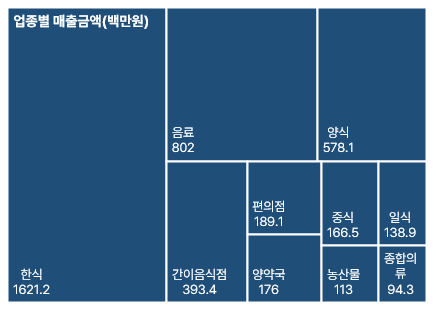 업종별 매출금액(백만원)
음료
802
양식
578.1
한식
1621.2
간이음식점
393.4
편의점
189.1
양약국
176
중식
166.5
일식
138.9
농산물
113
종합의
류
94.3